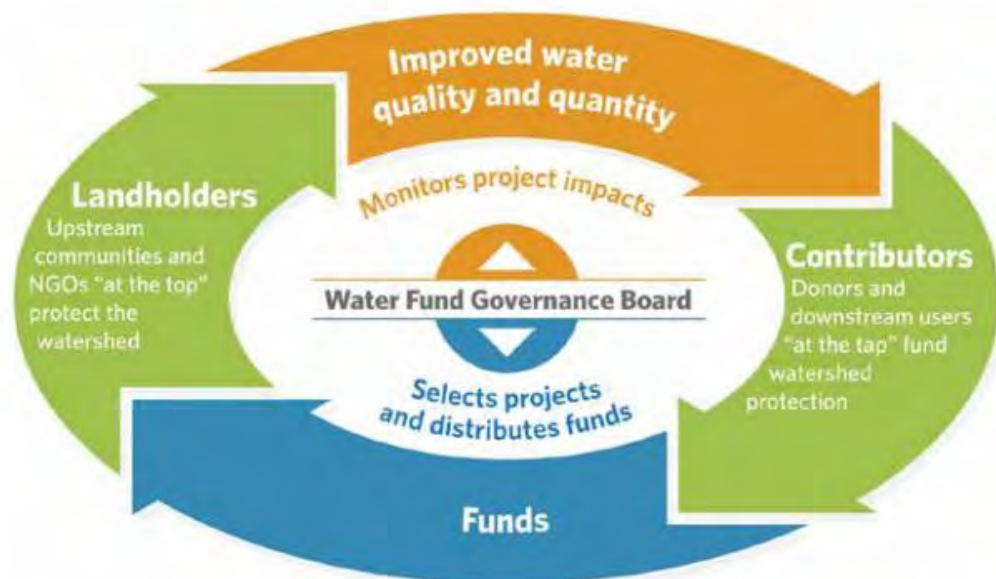 Improved water
quality and quantity
Monitors project impacts
Landholders
Upstream
communities and
NGOs “at the top”
protect the
watershed
Water Fund Governance Board
Contributors
Donors and
downstream users
“at the tap” fund
watershed
protection
Selects projects
and distributes funds
Funds